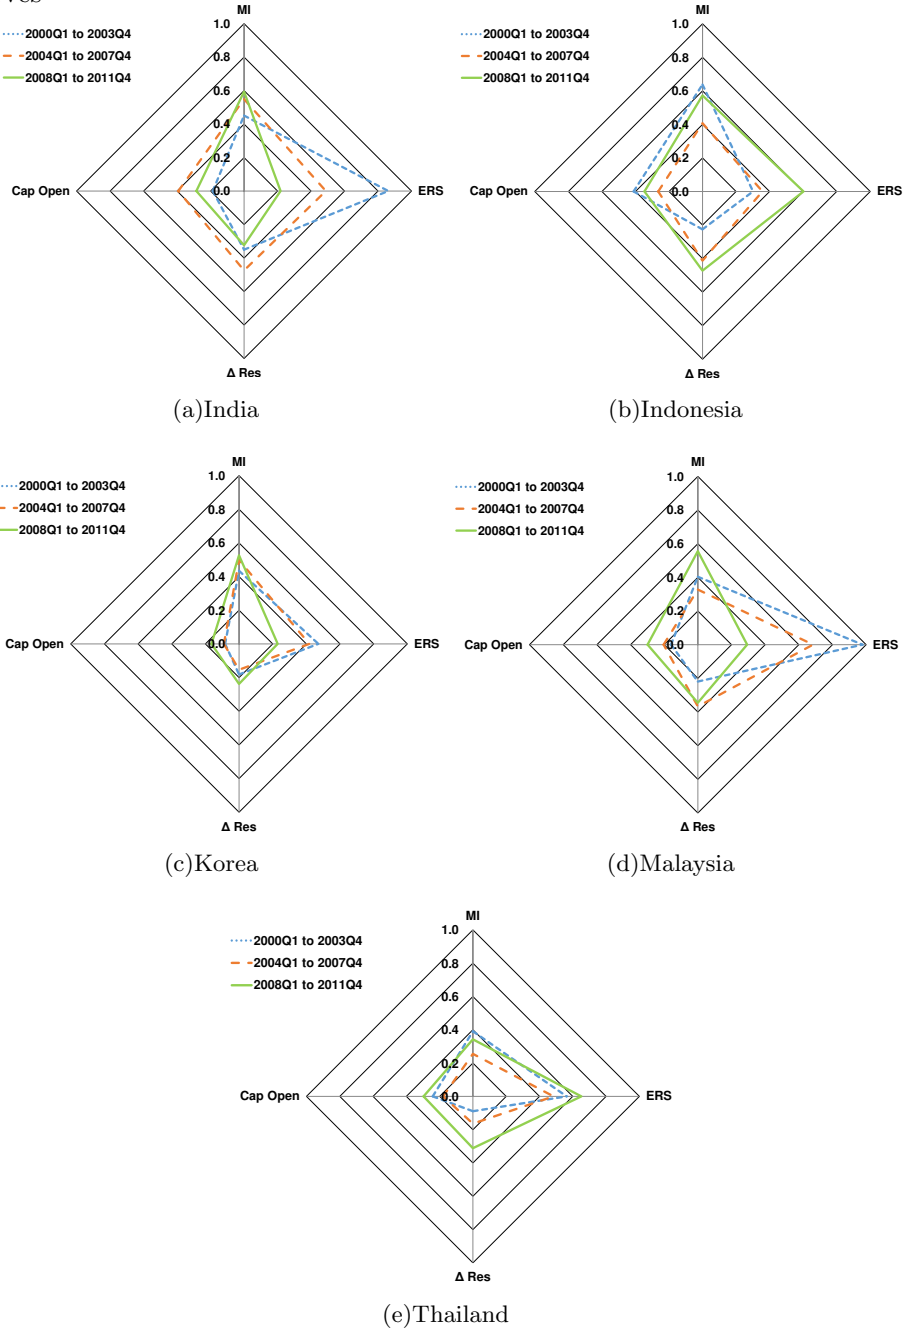 MI
1.0
2000Q1 to 2003Q4
0.8
2004Q1 to 2007Q4
2008Q1 to 2011Q4
0.6
0.4
0.2
Cap Open
0.0
ERS
Δ Res
(a)India
MI
1.0
2000Q1 to 2003Q4
0.8
2004Q1 to 2007Q4
2008Q1 to 2011Q4
0.6
0.4
0.2
Cap Open
0.0
ERS
Δ Res
(b)Indonesia
MI
1.0
2000Q1 to 2003Q4
0.8
2004Q1 to 2007Q4
2008Q1 to 2011Q4
0.6
0.4
0.2
Cap Open
0.0
ERS
Δ Res
(c)Korea
MI
1.0
2000Q1 to 2003Q4
0.8
2004Q1 to 2007Q4
2008Q1 to 2011Q4
0.6
0.4
0.2
Cap Open
0.0
ERS
Δ Res
(d)Malaysia
MI
1.0
2000Q1 to 2003Q4
0.8
2004Q1 to 2007Q4
2008Q1 to 2011Q4
0.6
0.4
0.2
Cap Open
0.0
ERS
Δ Res
(e)Thailand